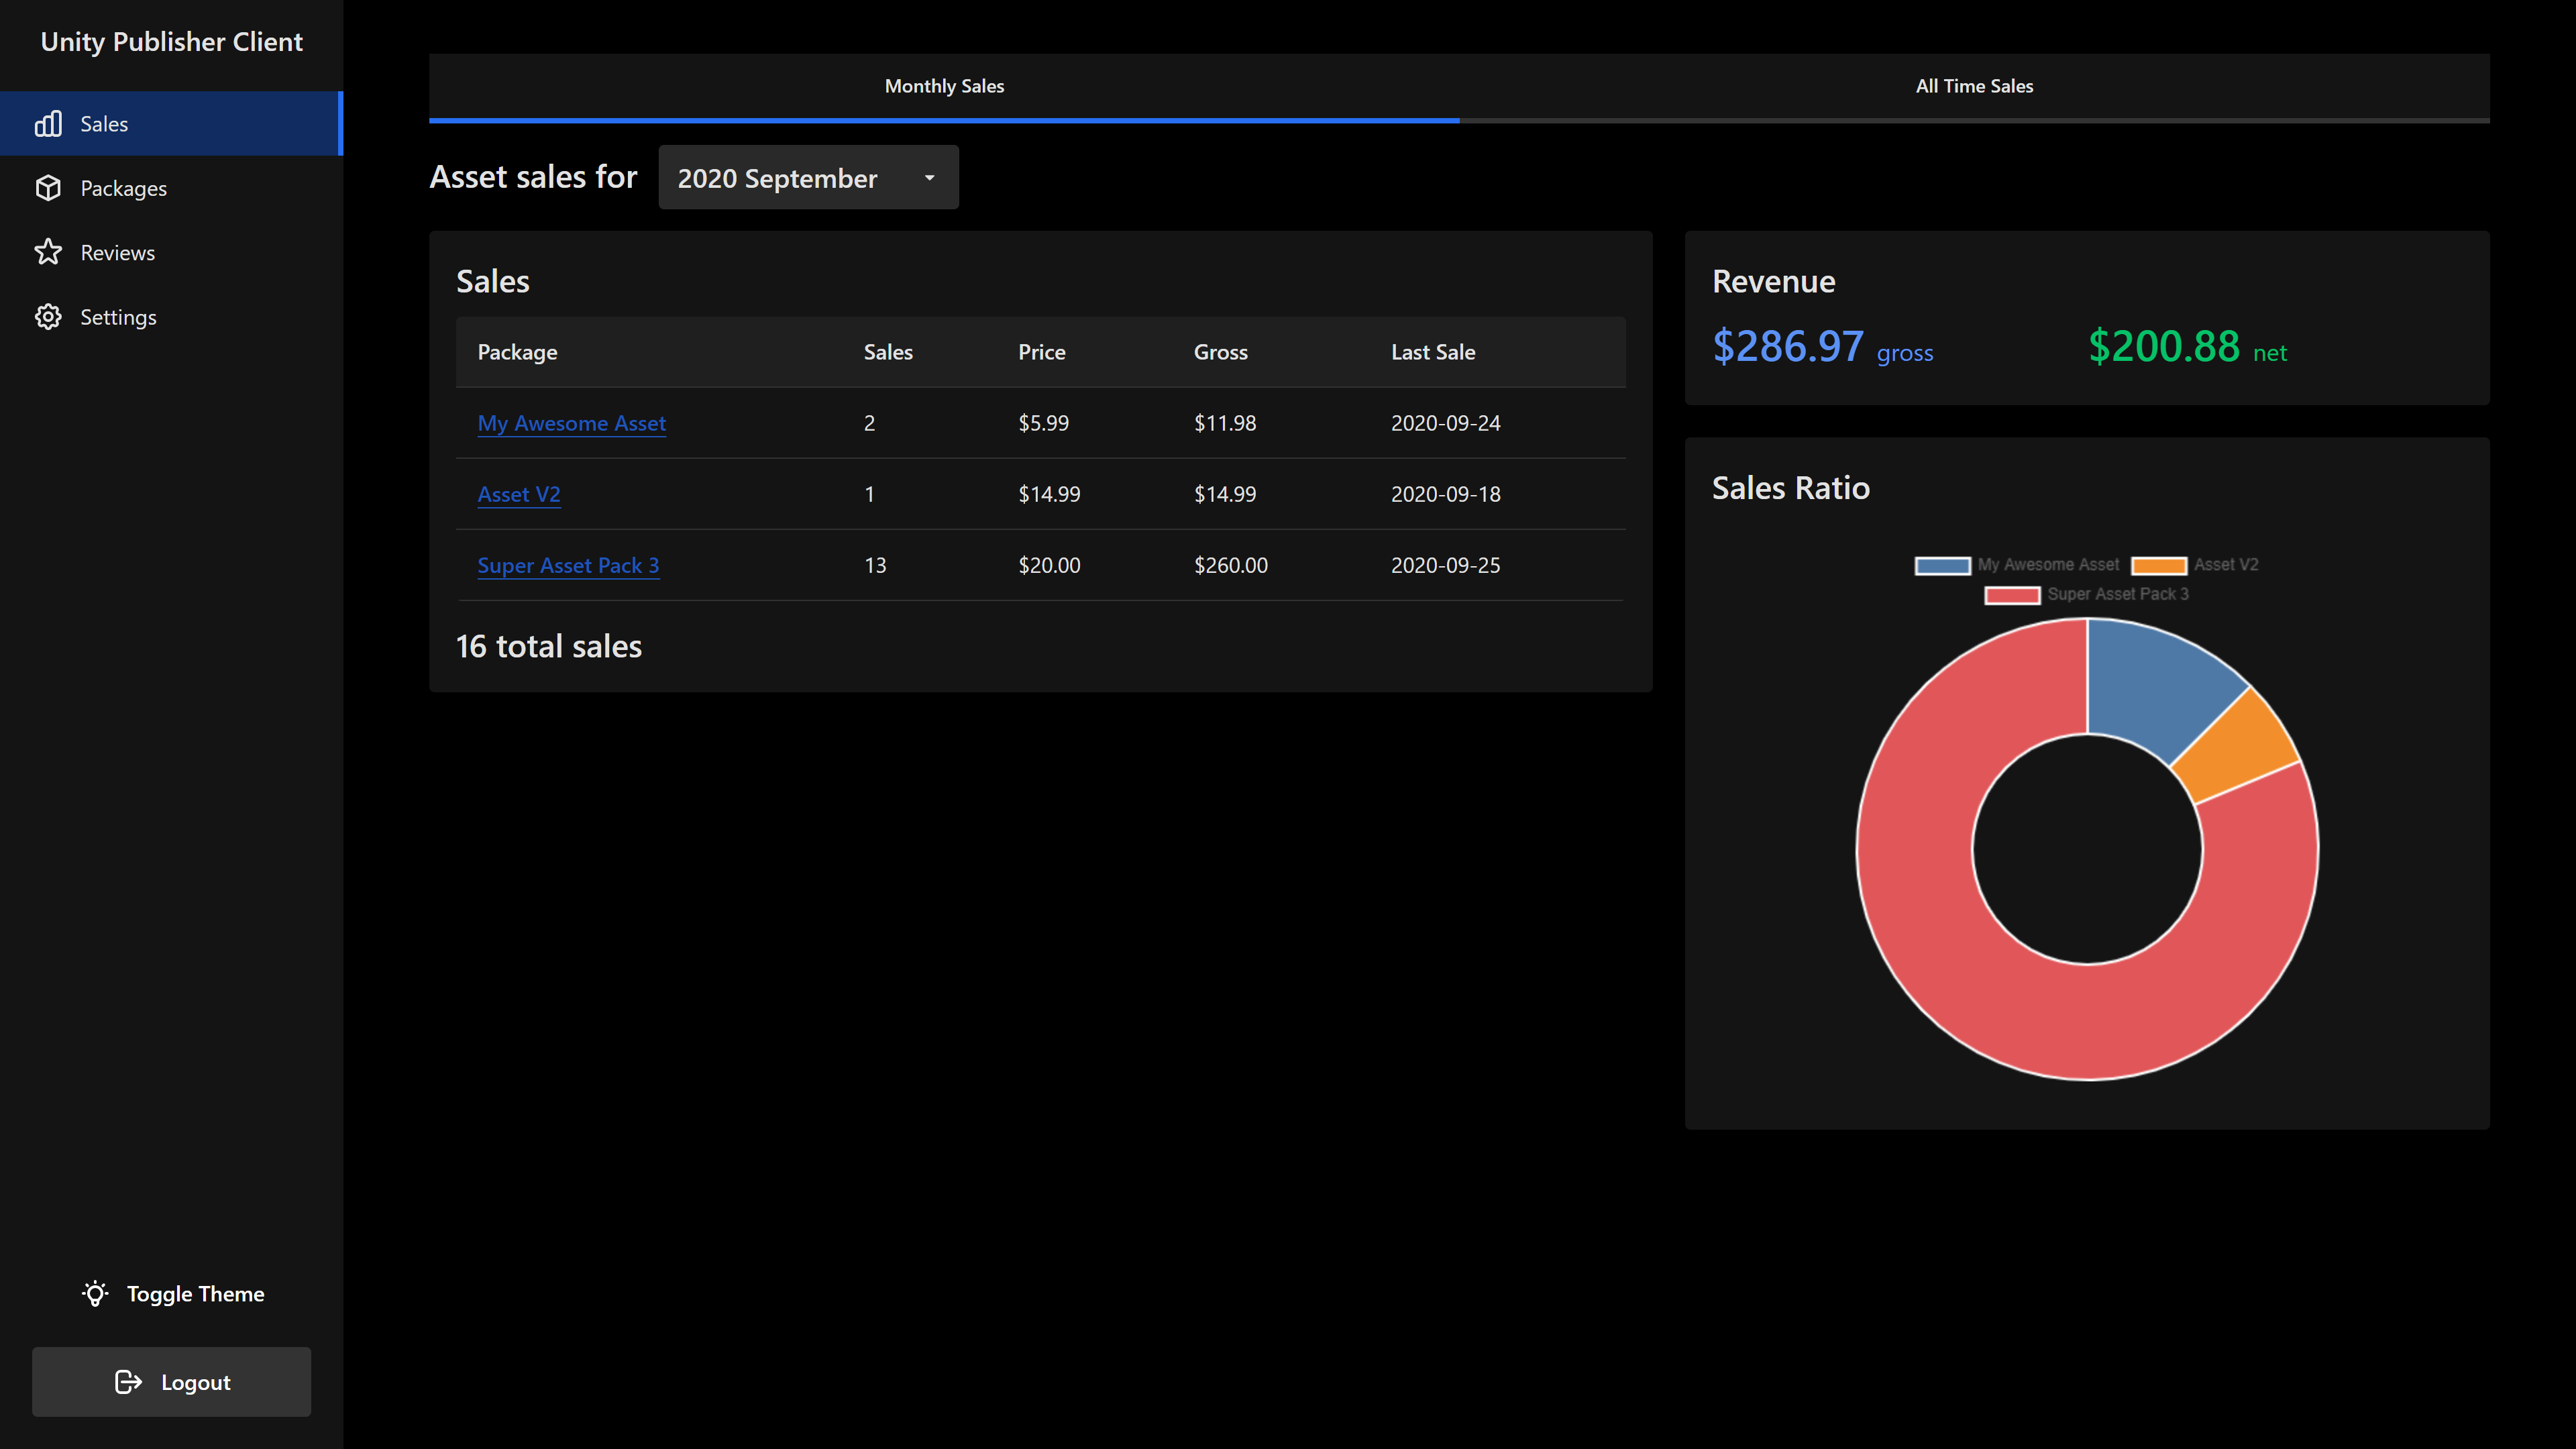 Unity Publisher Client
Sales
Packages
Reviews
Settings
Toggle Theme
Logout
Monthly Sales All Time Sales
Asset sales for 2020 September
Sales
Package Sales Price Gross Last Sale
My Awesome Asset 2 $5.99 $11.98 2020-09-24
Asset V2 1 $14.99 $14.99 2020-09-18
Super Asset Pack 3 13 $20.00 $260.00 2020-09-25
16 total sales
Revenue
$286.97 gross $200.88 net
Sales Ratio
My Awesome Asset Asset V2
Super Asset Pack 3